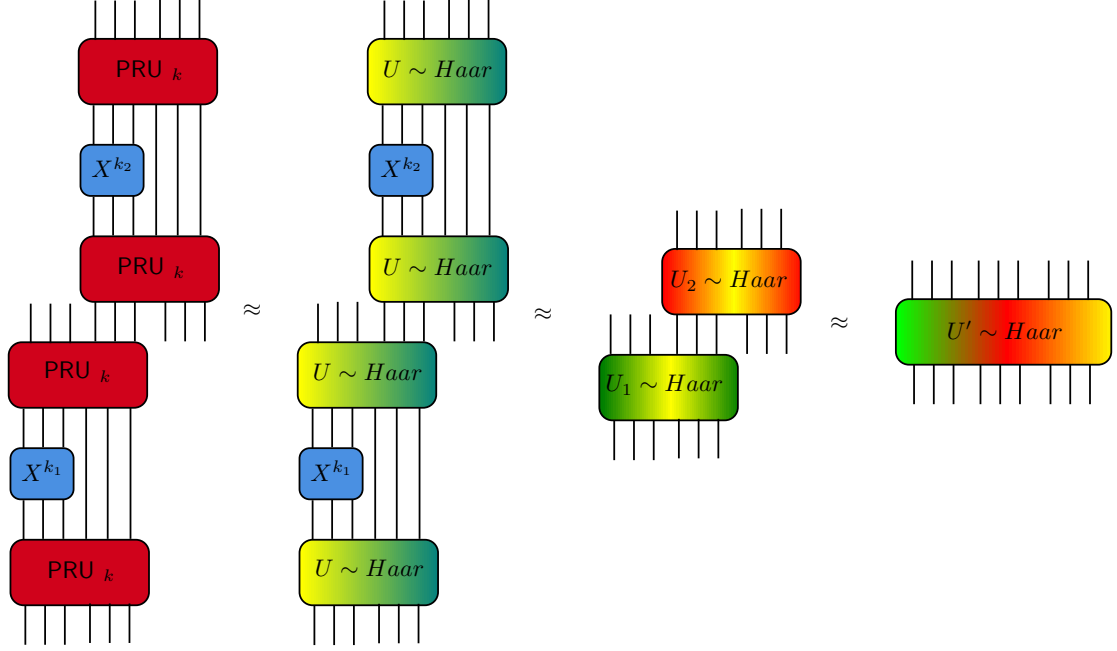 PRU k
X^{k_2}
PRU k
PRU k
X^{k_1}
PRU k
≈
U ∼ Haar
X^{k_2}
U ∼ Haar
U ∼ Haar
X^{k_1}
U ∼ Haar
≈
U_2 ∼ Haar
U_1 ∼ Haar
≈
U′ ∼ Haar